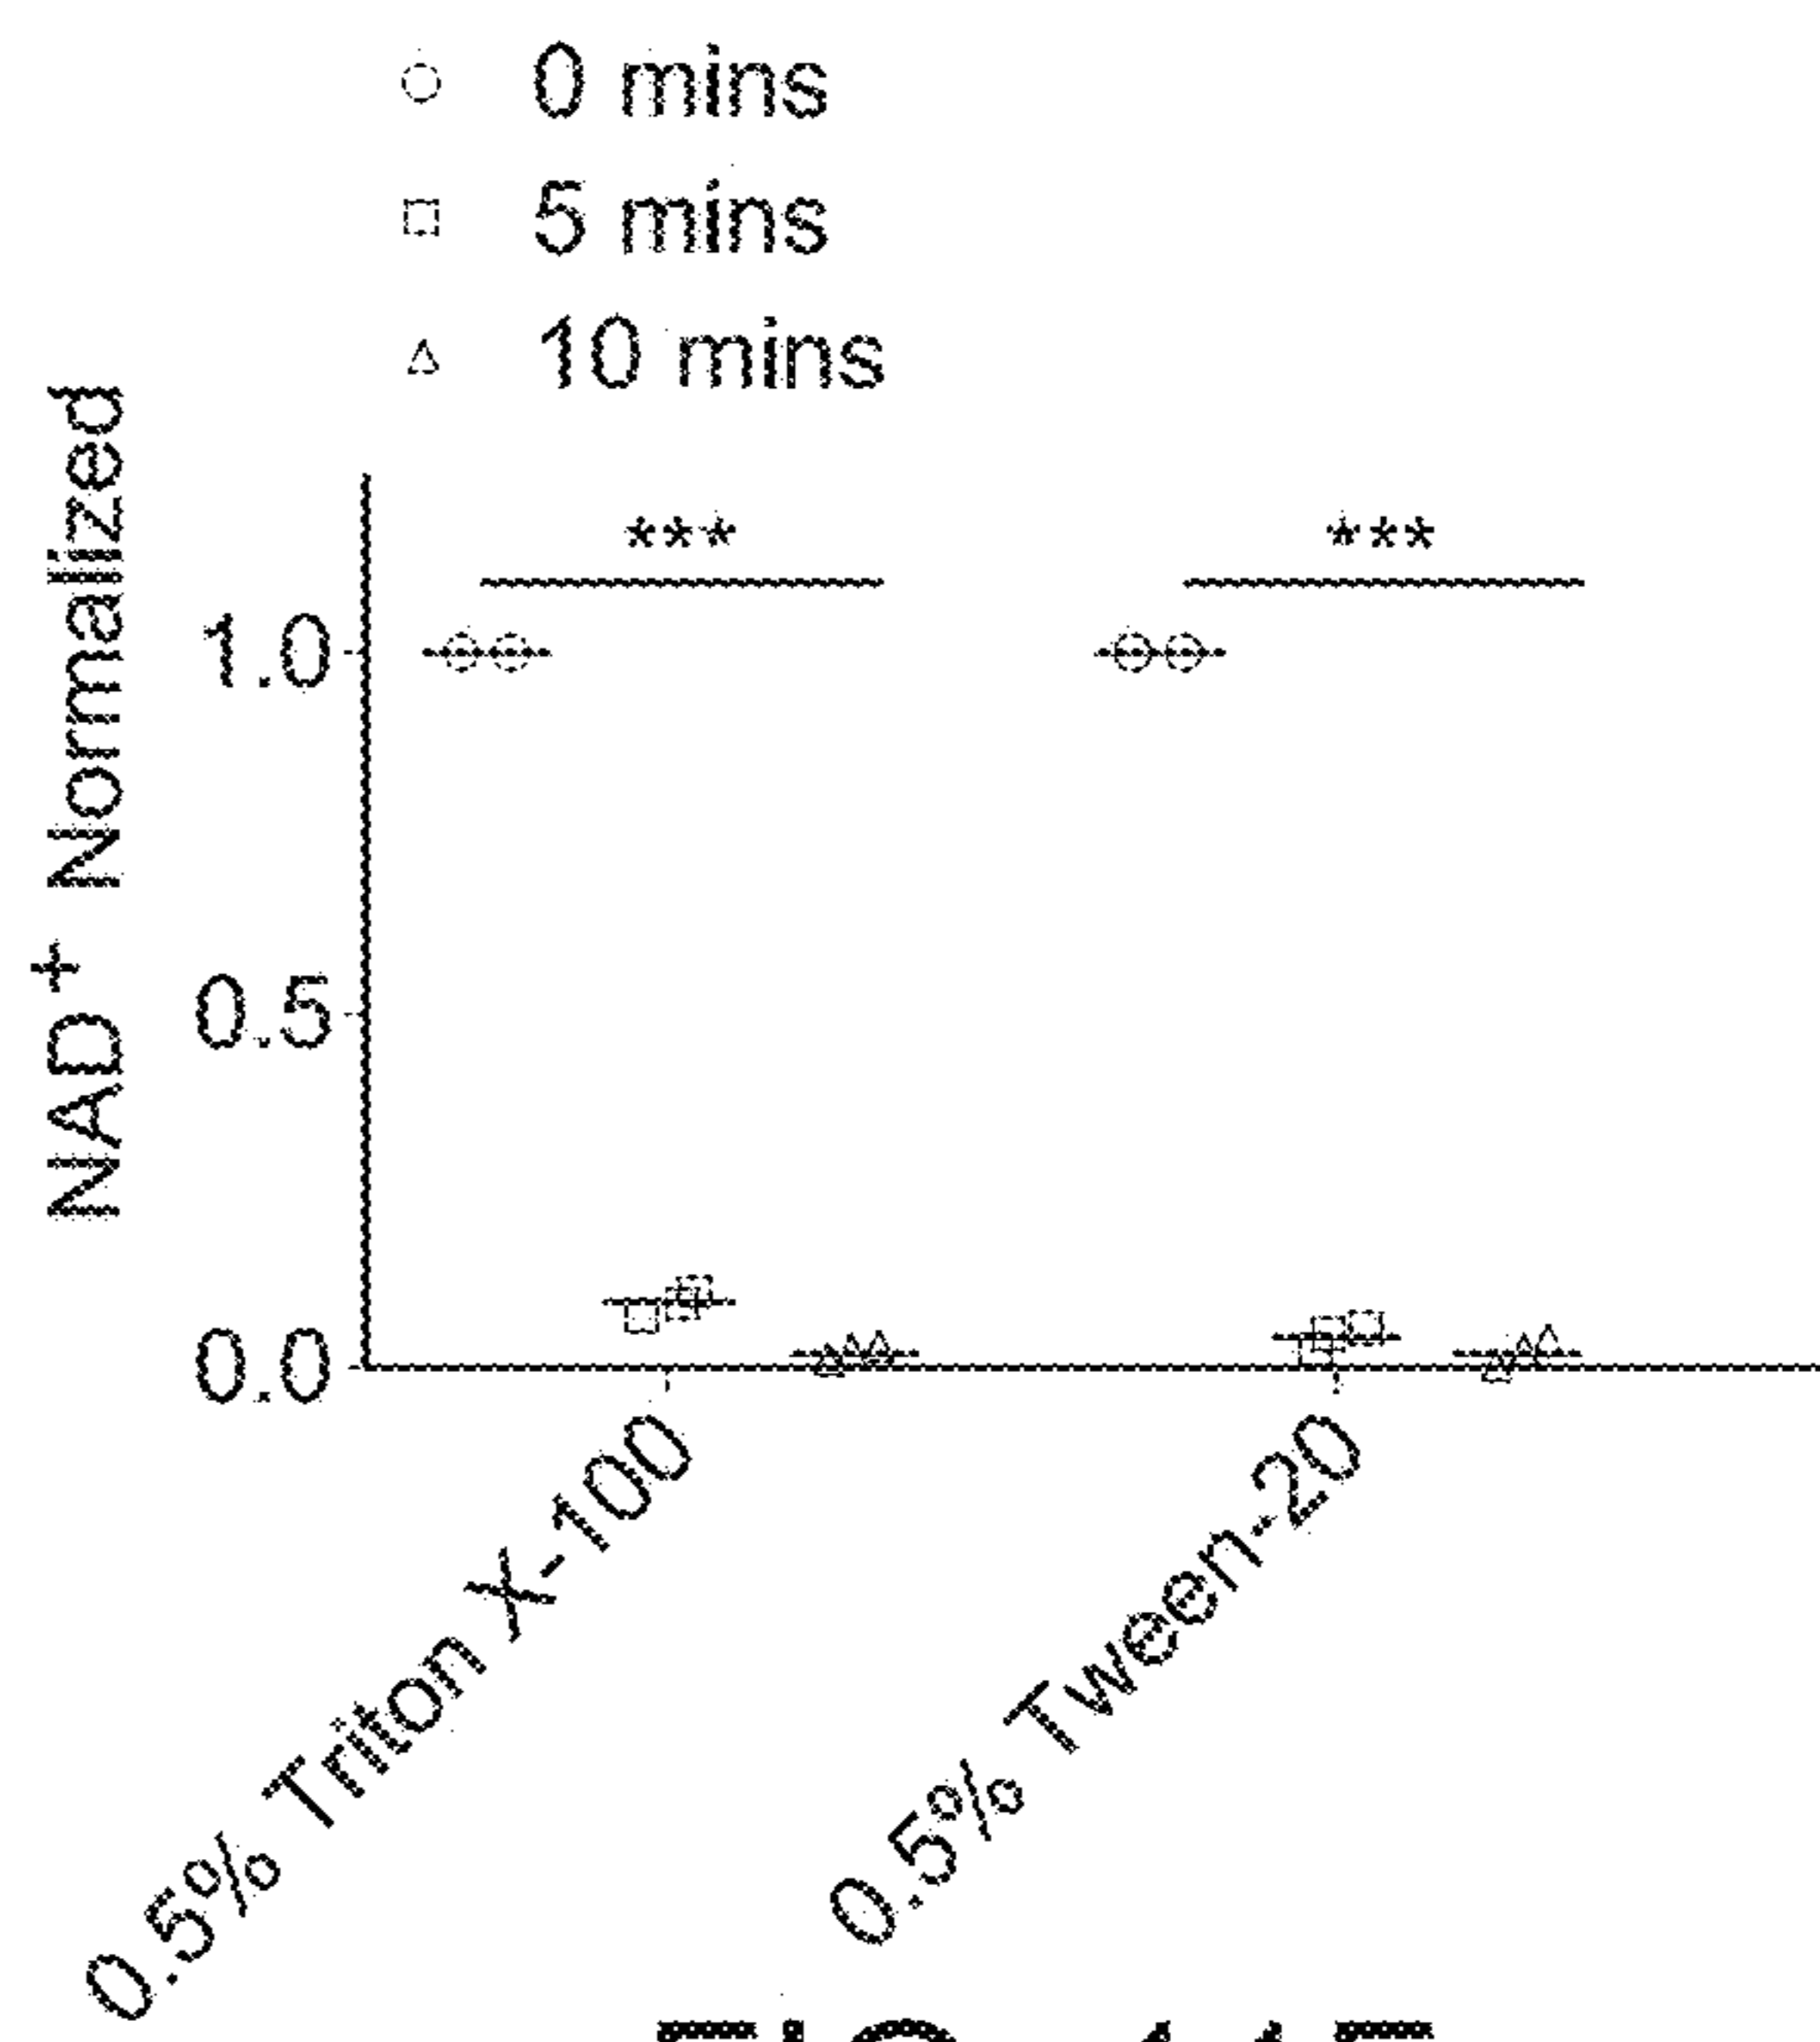 0 mins
5 mins
10 mins
NAD+ Normalized
***
***
1.0
0.5
0.0
0.5% Triton X-100
0.5% Tween-20